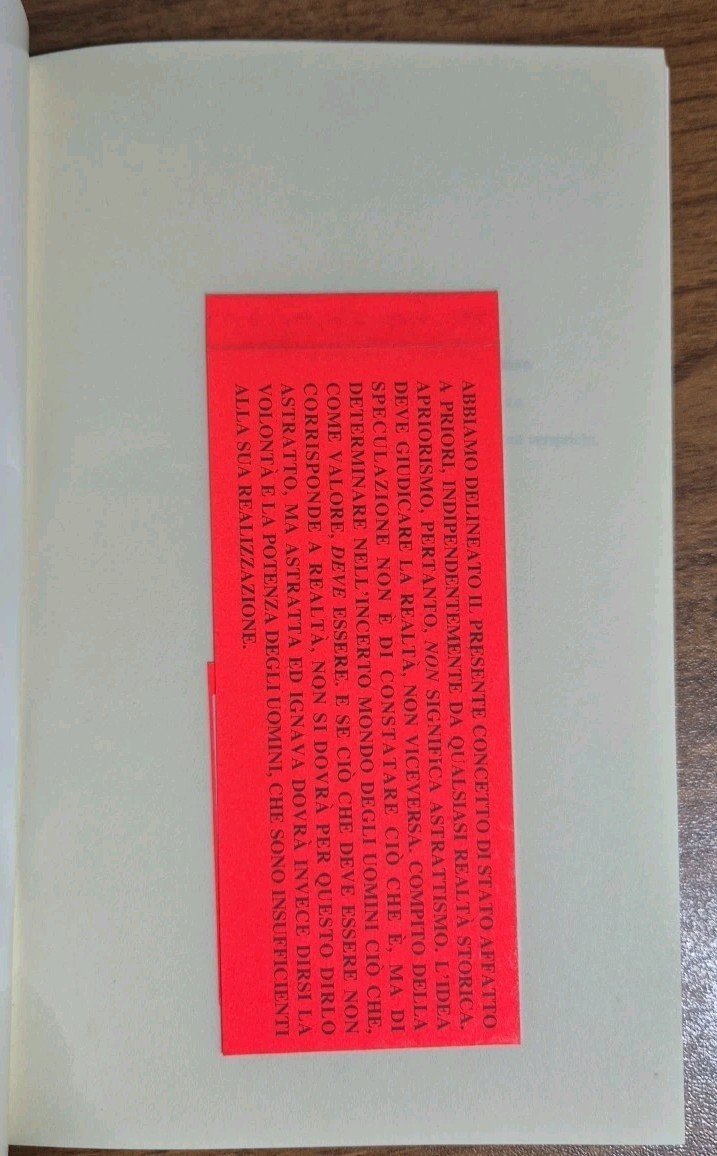 ABBIAMO DELINEATO IL PRESENTE CONCETTO DI STATO AFFATTO
A PRIORI, INDIPENDENTEMENTE DA QUALSIASI REALTÀ STORICA.
APRIORISMO, PERTANTO, NON SIGNIFICA ASTRATTISMO. L'IDEA
DEVE GIUDICARE LA REALTÀ, NON VICEVERSA. COMPITO DELLA
SPECULAZIONE NON È DI CONSTATARE CIÒ CHE È, MA DI
DETERMINARE NELL'INCERTO MONDO DEGLI UOMINI CIÒ CHE,
COME VALORE, DEVE ESSERE. E SE CIÒ CHE DEVE ESSERE NON
CORRISPONDE A REALTÀ, NON SI DOVRÀ PER QUESTO DIRLO
ASTRATTO, MA ASTRATTA ED IGNAVA DOVRÀ INVECE DIRSI LA
VOLONTÀ E LA POTENZA DEGLI UOMINI, CHE SONO INSUFFICIENTI
ALLA SUA REALIZZAZIONE.